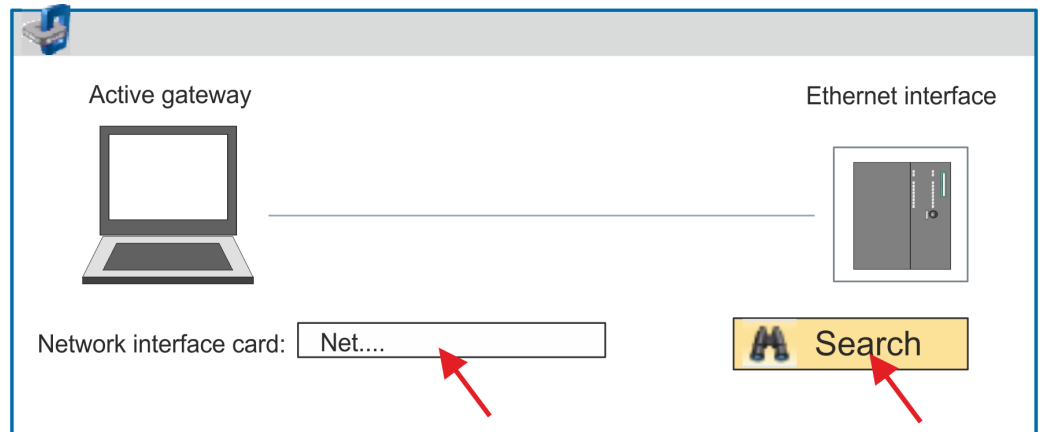 Active gateway
Ethernet interface
Network interface card:
Net....
Search